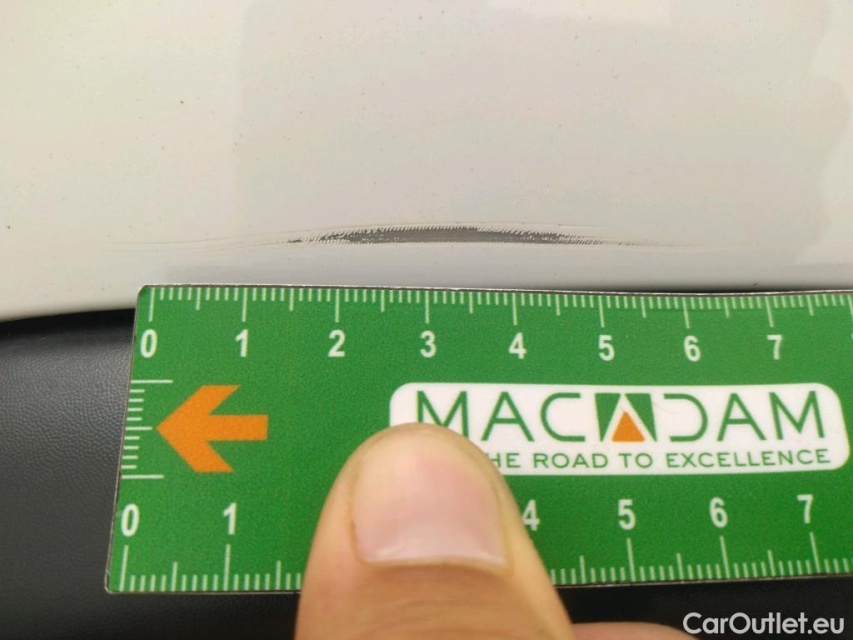 0 1 2 3 4 5 6 7
MACADAM
HE ROAD TO EXCELLENCE
0 1 4 5 6 7
CarOutlet.eu